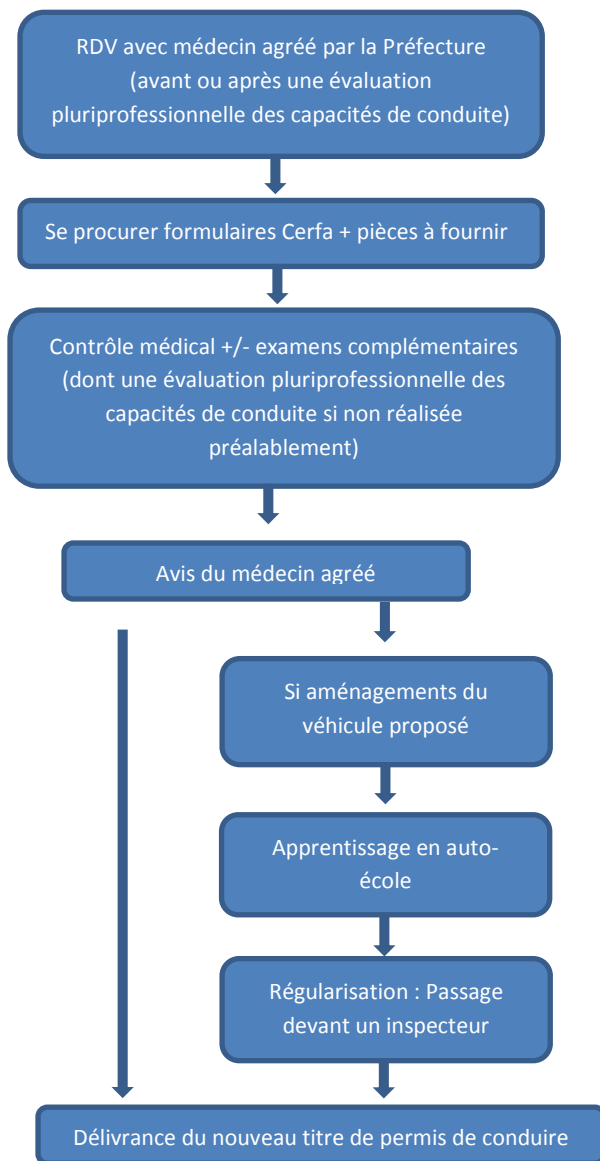 RDV avec médecin agréé par la Préfecture
(avant ou après une évaluation
pluriprofessionnelle des capacités de conduite)
Se procurer formulaires Cerfa + pièces à fournir
Contrôle médical +/- examens complémentaires
(dont une évaluation pluriprofessionnelle des
capacités de conduite si non réalisée
préalablement)
Avis du médecin agréé
Si aménagements du
véhicule proposé
Apprentissage en auto-
école
Régularisation : Passage
devant un inspecteur
Délivrance du nouveau titre de permis de conduire